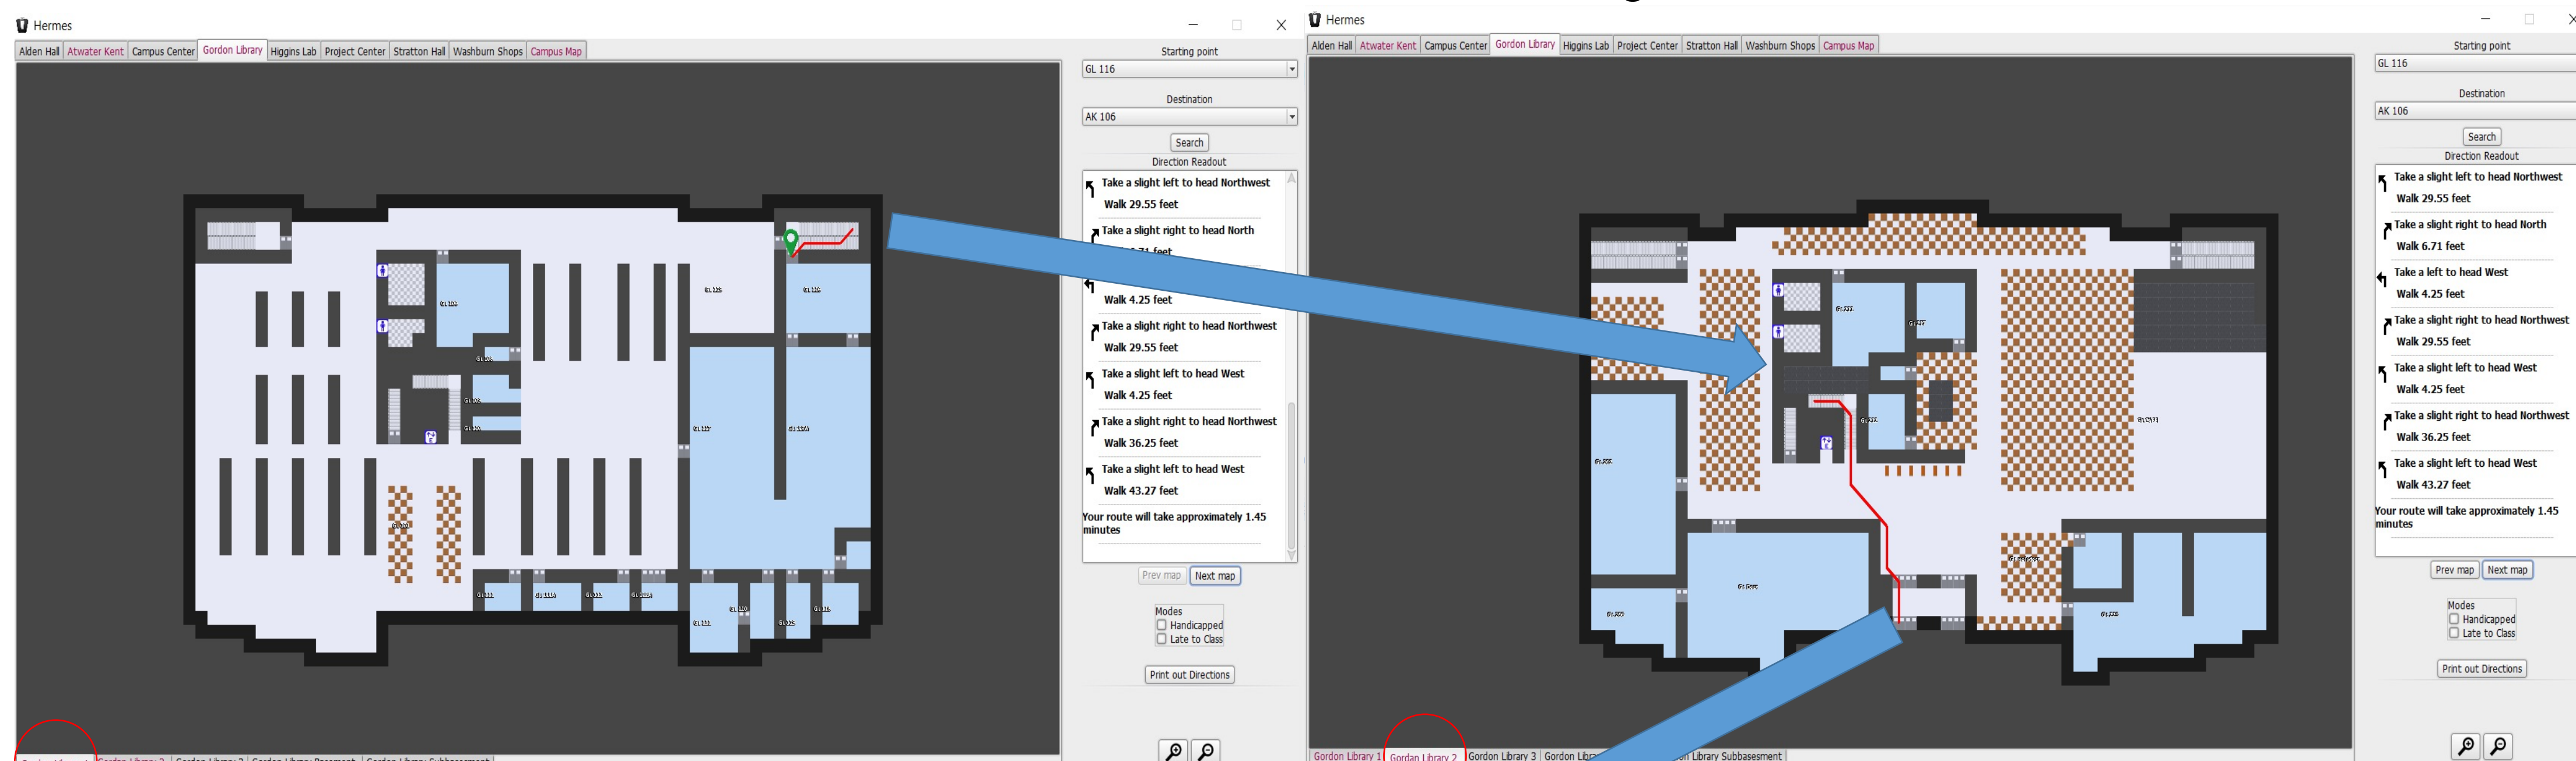 Hermes
Alden Hall Atwater Kent Campus Center Gordon Library Higgins Lab Project Center Stratton Hall Washburn Shops Campus Map
Starting point
GL 116
Destination
AK 106
Search
Direction Readout
Take a slight left to head Northwest
Walk 29.55 feet
Take a slight right to head North
Walk 4.25 feet
Take a slight right to head Northwest
Walk 29.55 feet
Take a slight left to head West
Walk 4.25 feet
Take a slight right to head Northwest
Walk 36.25 feet
Take a slight left to head West
Walk 43.27 feet
Your route will take approximately 1.45
minutes
Prev map Next map
Modes
Handicapped
Late to Class
Print out Directions
Gordon Library 3 Gordon Library Basement Gordon Library Subbasesment
Hermes
Alden Hall Atwater Kent Campus Center Gordon Library Higgins Lab Project Center Stratton Hall Washburn Shops Campus Map
Starting point
GL 116
Destination
AK 106
Search
Direction Readout
Take a slight left to head Northwest
Walk 29.55 feet
Take a slight right to head North
Walk 6.71 feet
Take a left to head West
Walk 4.25 feet
Take a slight right to head Northwest
Walk 29.55 feet
Take a slight left to head West
Walk 4.25 feet
Take a slight right to head Northwest
Walk 36.25 feet
Take a slight left to head West
Walk 43.27 feet
Your route will take approximately 1.45
minutes
Prev map Next map
Modes
Handicapped
Late to Class
Print out Directions
Gordon Library 1 Gordan Library 2 Gordon Library 3 Gordon Library Subbasesment